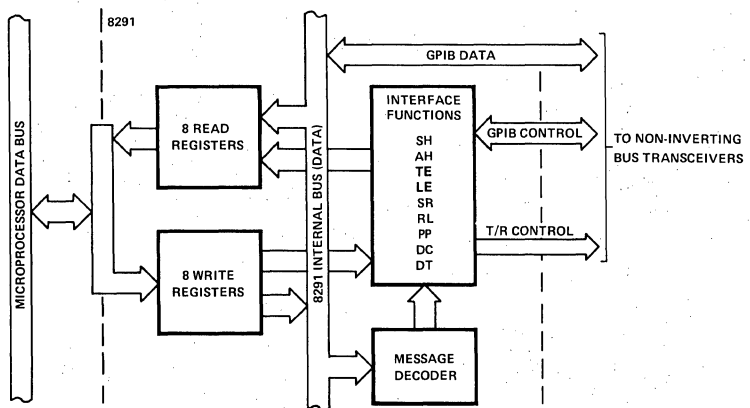 8291
MICROPROCESSOR DATA BUS
8 READ
REGISTERS
8 WRITE
REGISTERS
8291 INTERNAL BUS (DATA)
GPIB DATA
INTERFACE
FUNCTIONS
SH
AH
TE
LE
SR
RL
PP
DC
DT
GPIB CONTROL
T/R CONTROL
TO NON-INVERTING
BUS TRANSCEIVERS
MESSAGE
DECODER